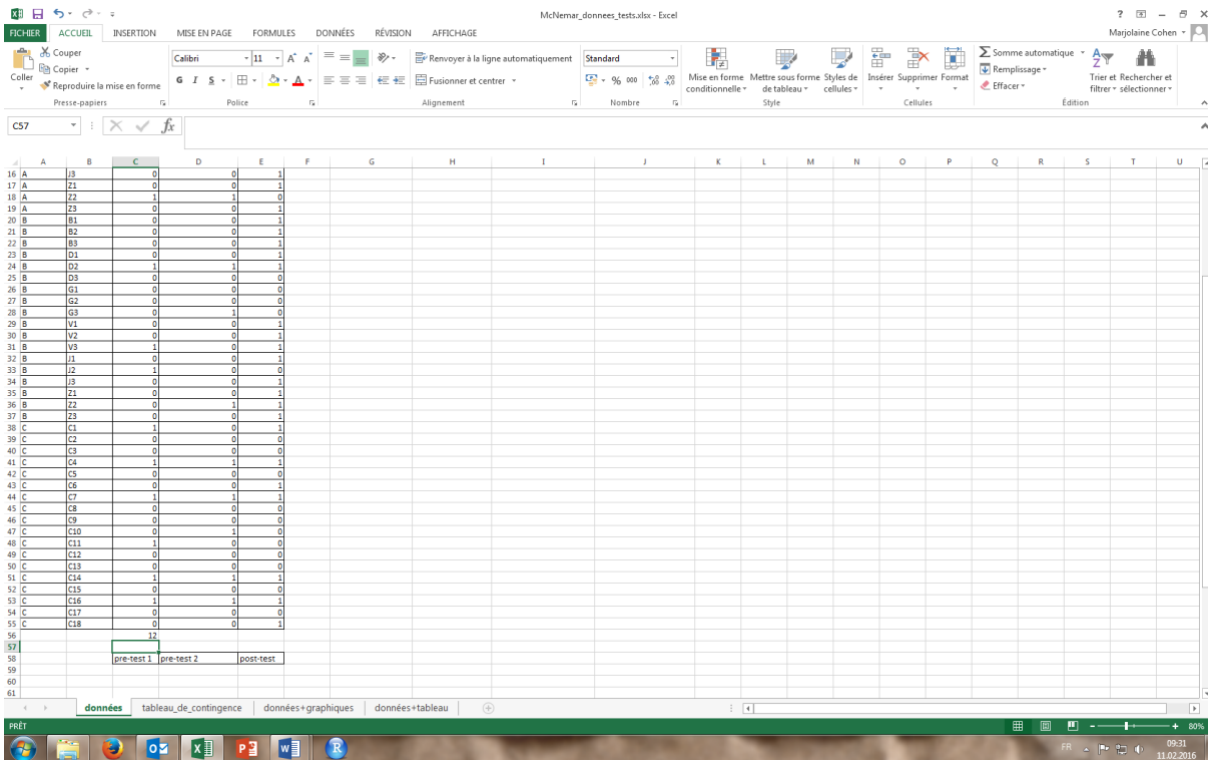 McNemar_donnees_tests.xlsx - Excel
FICHIER ACCUEIL INSERTION MISE EN PAGE FORMULES DONNÉES RÉVISION AFFICHAGE Marjolaine Cohen
Coller
Couper
Copier
Reproduire la mise en forme
Presse-papiers
Calibri 11
G I S
Police
Renvoyer à la ligne automatiquement
Fusionner et centrer
Alignement
Standard
% 000
Nombre
Mise en forme conditionnelle
Mettre sous forme de tableau
Styles de cellules
Style
Insérer Supprimer Format
Cellules
Somme automatique
Remplissage
Effacer
Trier et filtrer
Rechercher et sélectionner
Édition
C57 fx
A B C D E F G H I J K L M N O P Q R S T U
16 A J3 0 0 1
17 A Z1 0 0 1
18 A Z2 1 1 0
19 A Z3 0 0 1
20 B B1 0 0 1
21 B B2 0 0 1
22 B B3 0 0 1
23 B D1 0 0 1
24 B D2 1 1 1
25 B D3 0 0 0
26 B G1 0 0 0
27 B G2 0 0 0
28 B G3 0 1 0
29 B V1 0 0 1
30 B V2 0 0 1
31 B V3 1 0 1
32 B J1 0 0 1
33 B J2 1 0 0
34 B J3 0 0 1
35 B Z1 0 0 1
36 B Z2 0 1 1
37 B Z3 0 0 1
38 C C1 1 0 1
39 C C2 0 0 0
40 C C3 0 0 0
41 C C4 1 1 1
42 C C5 0 0 0
43 C C6 0 0 1
44 C C7 1 1 1
45 C C8 0 0 0
46 C C9 0 0 0
47 C C10 0 1 0
48 C C11 1 0 0
49 C C12 0 0 0
50 C C13 0 0 0
51 C C14 1 1 1
52 C C15 0 0 0
53 C C16 1 1 1
54 C C17 0 0 0
55 C C18 0 0 1
56 12
57
58 pre-test 1 pre-test 2 post-test
59
60
61
données tableau_de_contingence données+graphiques données+tableau
PRÊT 80%
FR 09:31
11.02.2016